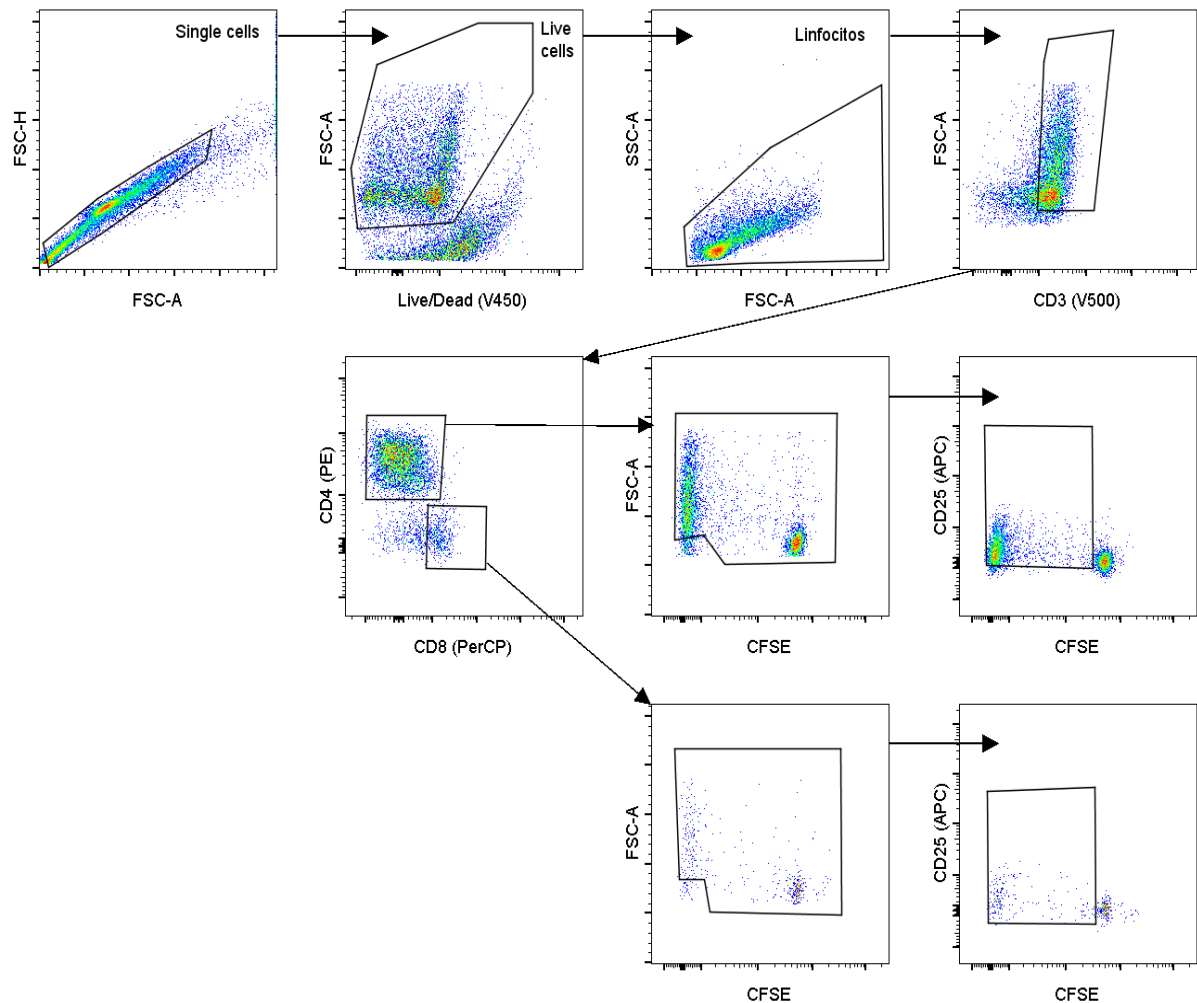 Single cells
FSC-H
FSC-A
Live
cells
FSC-A
Live/Dead (V450)
Linfocitos
SSC-A
FSC-A
FSC-A
CD3 (V500)
CD4 (PE)
CD8 (PerCP)
FSC-A
CFSE
CD25 (APC)
CFSE
FSC-A
CFSE
CD25 (APC)
CFSE